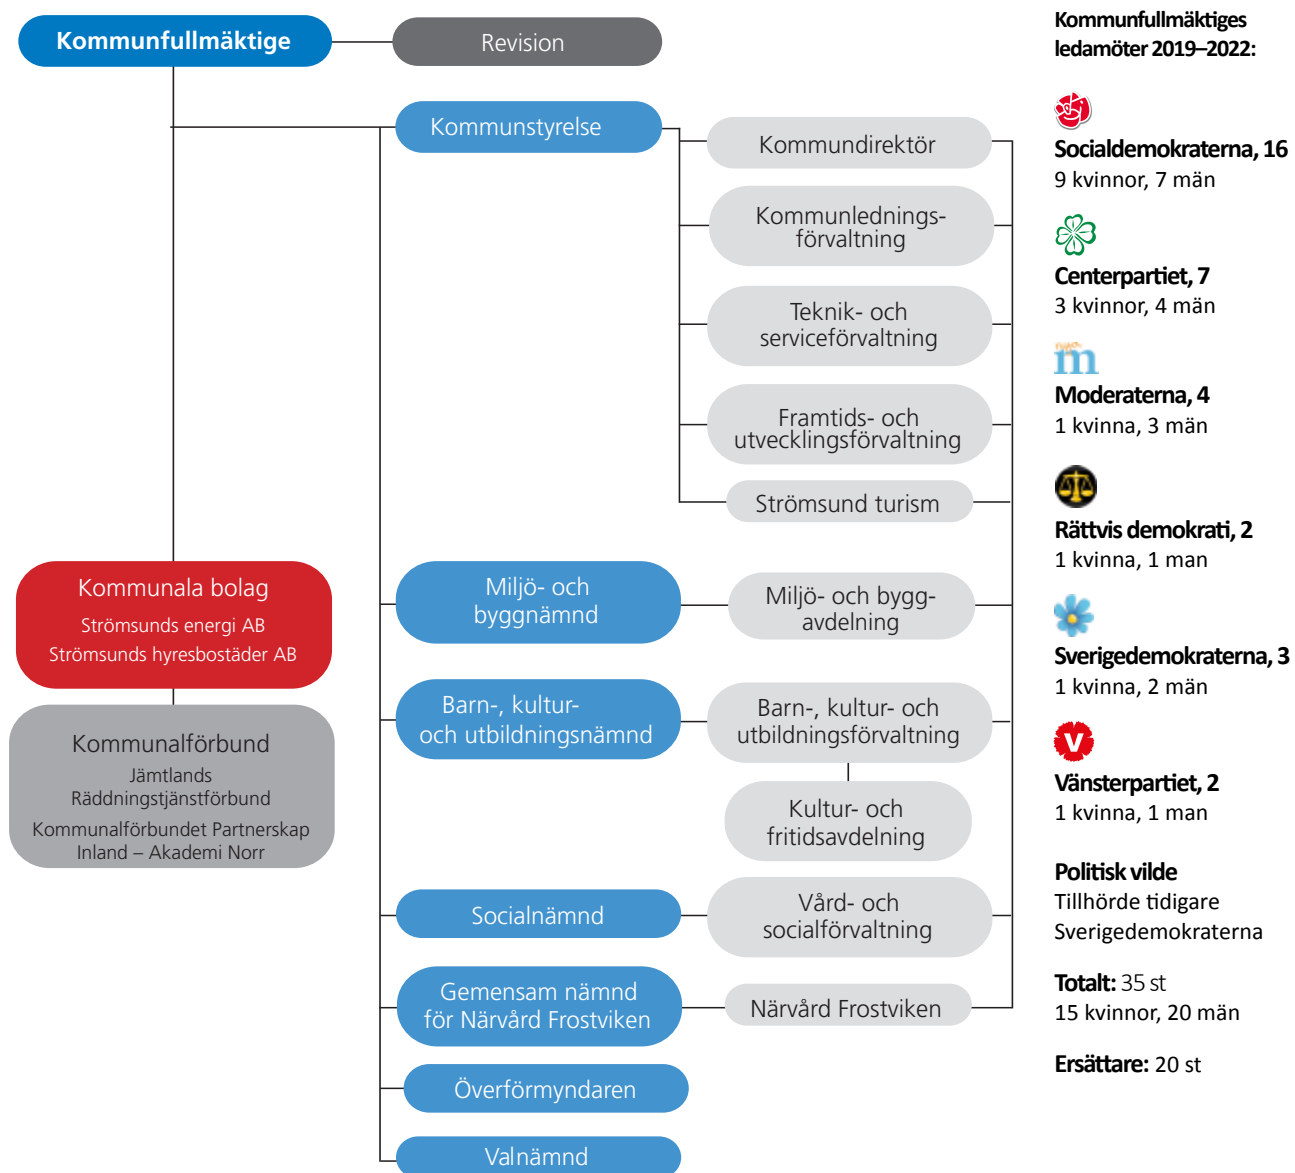 Kommunfullmäktige
Revision
Kommunstyrelse
Kommundirektör
Kommunlednings-
förvaltning
Teknik- och
serviceförvaltning
Framtids- och
utvecklingsförvaltning
Strömsund turism
Kommunala bolag
Strömsunds energi AB
Strömsunds hyresbostäder AB
Kommunalförbund
Jämtlands
Räddningstjänstförbund
Kommunalförbundet Partnerskap
Inland – Akademi Norr
Miljö- och
byggnämnd
Miljö- och bygg-
avdelning
Barn-, kultur-
och utbildningsnämnd
Barn-, kultur- och
utbildningsförvaltning
Kultur- och
fritidsavdelning
Socialnämnd
Vård- och
socialförvaltning
Gemensam nämnd
för Närvård Frostviken
Närvård Frostviken
Överförmyndaren
Valnämnd
Kommunfullmäktiges
ledamöter 2019–2022:
Socialdemokraterna, 16
9 kvinnor, 7 män
Centerpartiet, 7
3 kvinnor, 4 män
m
Moderaterna, 4
1 kvinna, 3 män
Rättvis demokrati, 2
1 kvinna, 1 man
Sverigedemokraterna, 3
1 kvinna, 2 män
V
Vänsterpartiet, 2
1 kvinna, 1 man
Politisk vilde
Tillhörde tidigare
Sverigedemokraterna
Totalt: 35 st
15 kvinnor, 20 män
Ersättare: 20 st